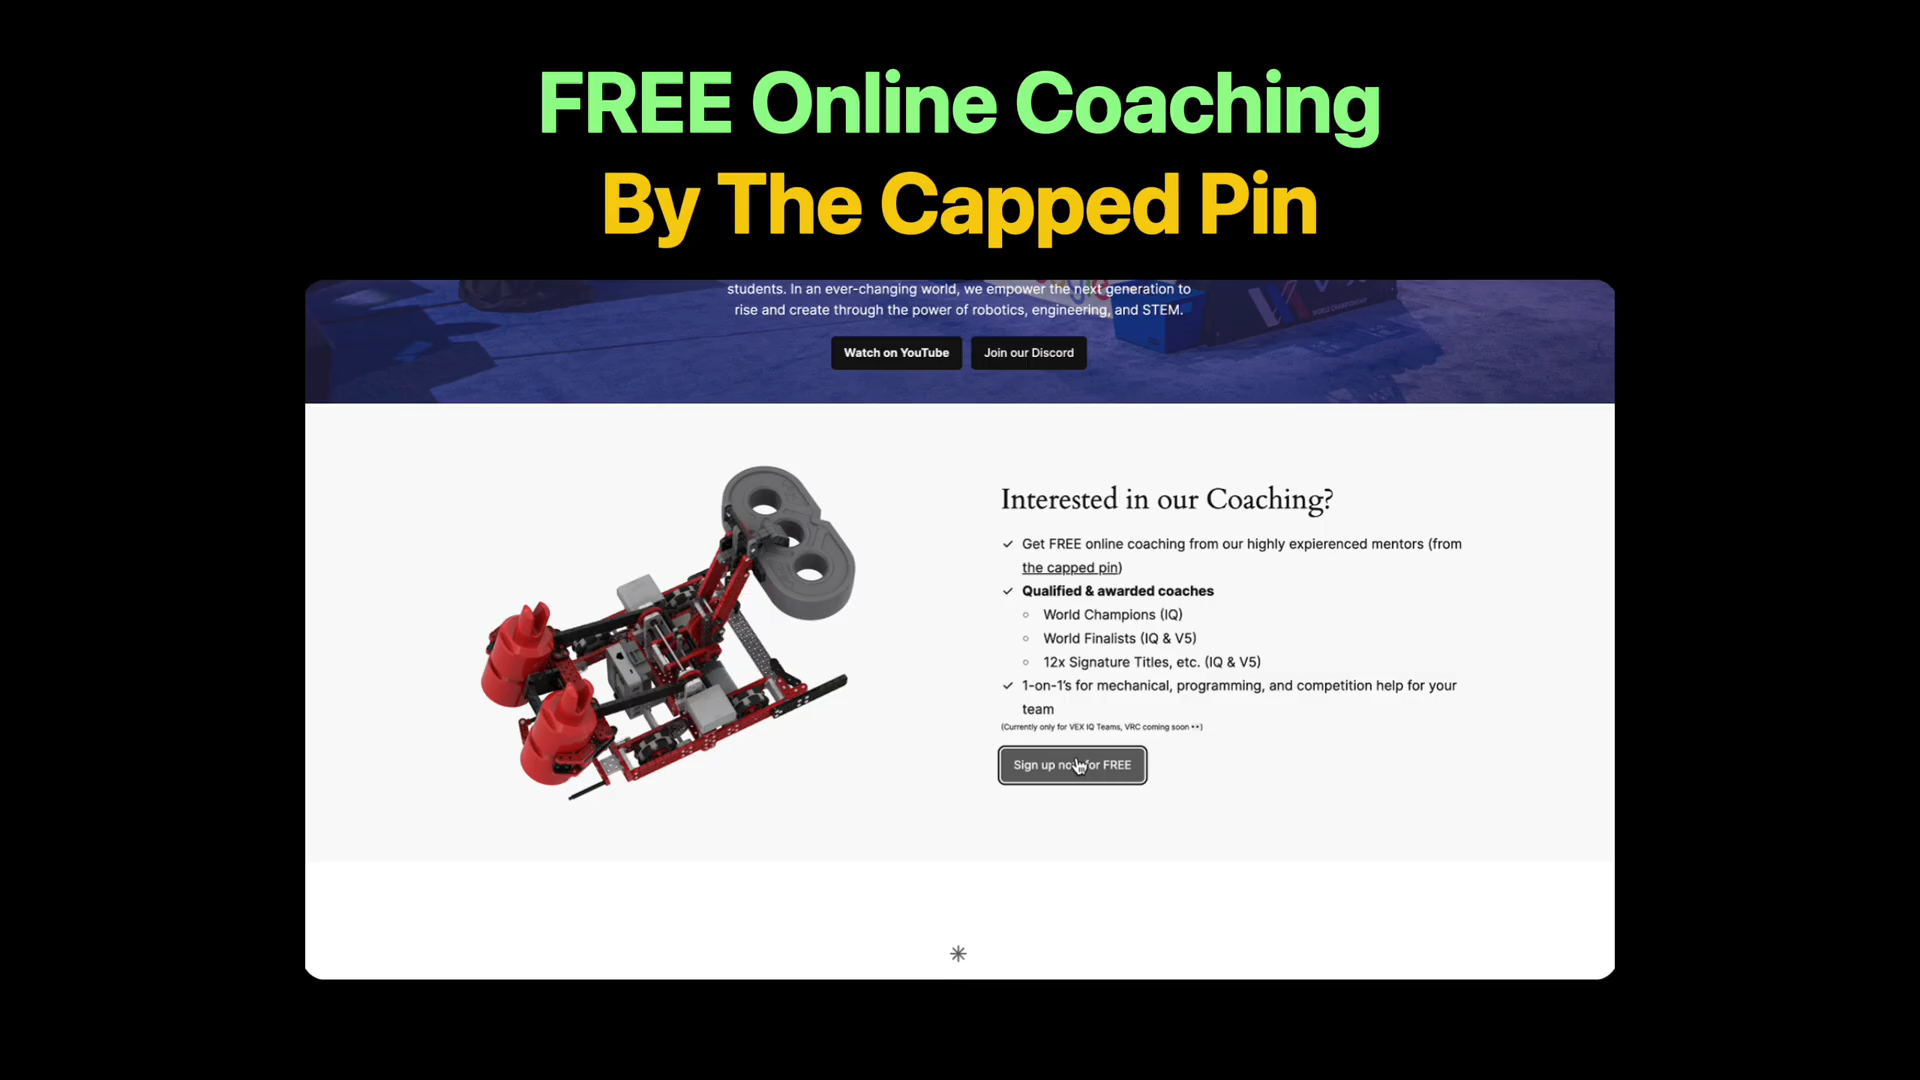 FREE Online Coaching
By The Capped Pin
students. In an ever-changing world, we empower the next generation to
rise and create through the power of robotics, engineering, and STEM.
Watch on YouTube
Join our Discord
Interested in our Coaching?
Get FREE online coaching from our highly expierenced mentors (from
the capped pin)
Qualified & awarded coaches
World Champions (IQ)
World Finalists (IQ & V5)
12x Signature Titles, etc. (IQ & V5)
1-on-1’s for mechanical, programming, and competition help for your
team
(Currently only for VEX IQ Teams, VRC coming soon 👀)
Sign up now for FREE